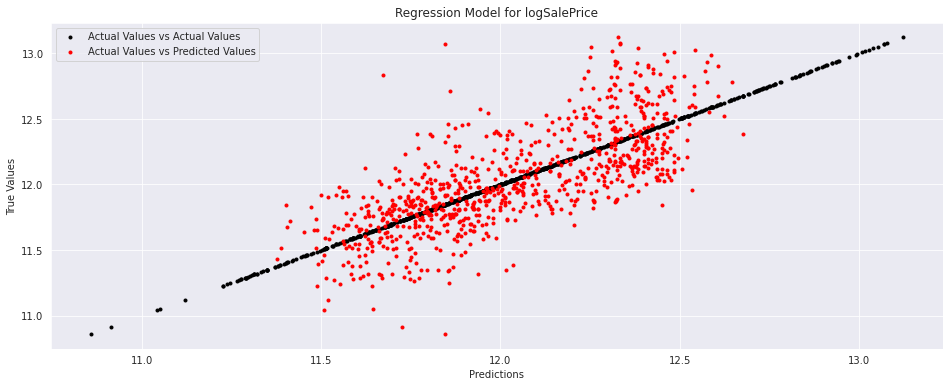 Regression Model for logSalePrice
Actual Values vs Actual Values
Actual Values vs Predicted Values
True Values
13.0
12.5
12.0
11.5
11.0
11.0
11.5
12.0
12.5
13.0
Predictions